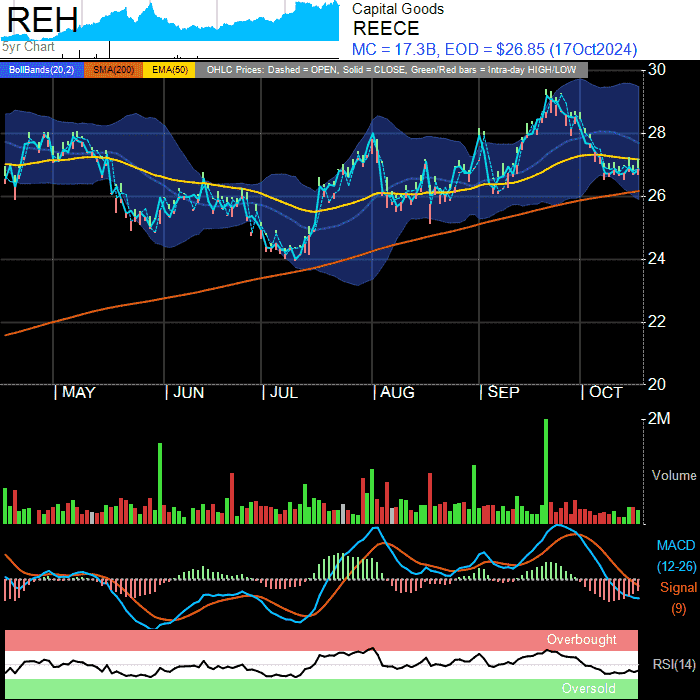 REH
5yr Chart
Capital Goods
REECE
MC = 17.3B, EOD = $26.85 (17Oct2024)
BollBands(20,2) SMA(200) EMA(50) OHLC Prices: Dashed = OPEN, Solid = CLOSE, Green/Red bars = Intra-day HIGH/LOW
30
28
26
24
22
20
| MAY | JUN | JUL | AUG | SEP | OCT
2M
Volume
MACD
(12-26)
Signal
(9)
Overbought
RSI(14)
Oversold